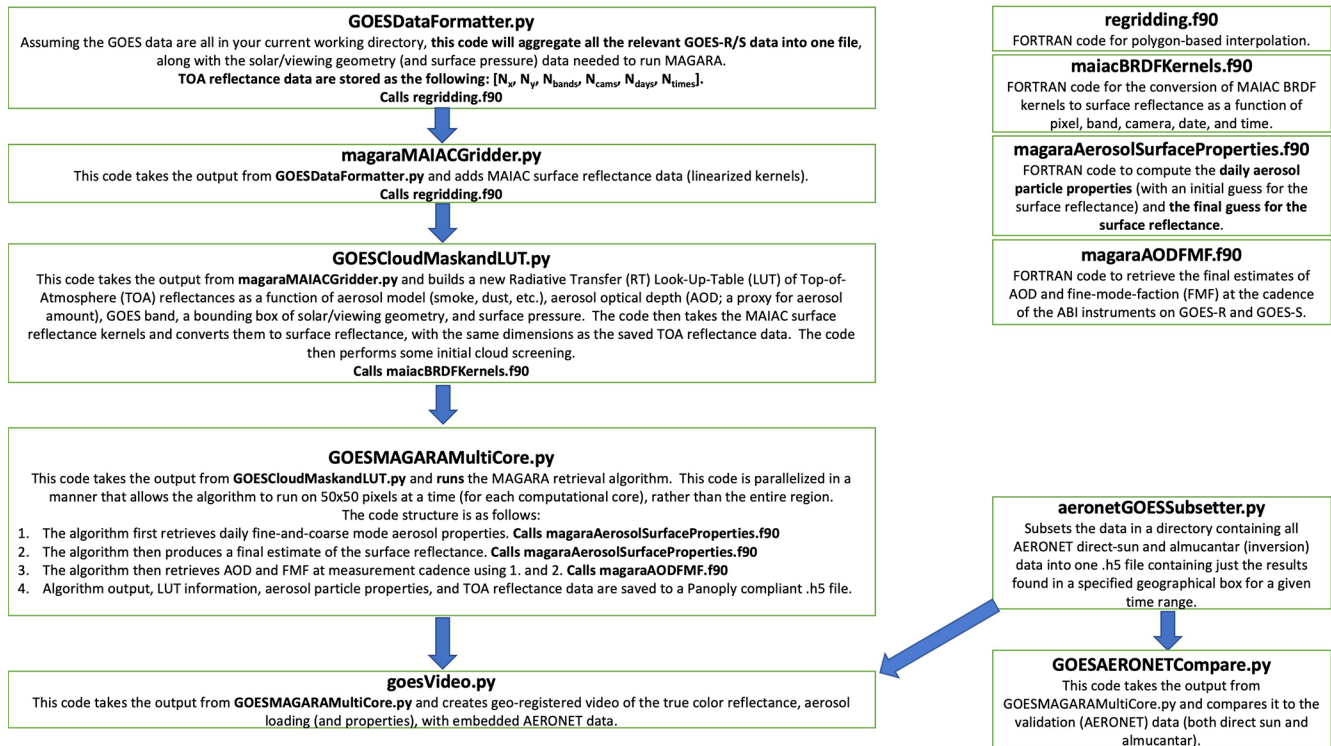 GOESDataFormatter.py
Assuming the GOES data are all in your current working directory, this code will aggregate all the relevant GOES-R/S data into one file,
along with the solar/viewing geometry (and surface pressure) data needed to run MAGARA.
TOA reflectance data are stored as the following: [Nx, Ny, Nbands, Ncams, Ndays, Ntimes].
Calls regridding.f90
magaraMAIACGridder.py
This code takes the output from GOESDataFormatter.py and adds MAIAC surface reflectance data (linearized kernels).
Calls regridding.f90
GOESCloudMaskandLUT.py
This code takes the output from magaraMAIACGridder.py and builds a new Radiative Transfer (RT) Look-Up-Table (LUT) of Top-of-
Atmosphere (TOA) reflectances as a function of aerosol model (smoke, dust, etc.), aerosol optical depth (AOD; a proxy for aerosol
amount), GOES band, a bounding box of solar/viewing geometry, and surface pressure. The code then takes the MAIAC surface
reflectance kernels and converts them to surface reflectance, with the same dimensions as the saved TOA reflectance data. The code
then performs some initial cloud screening.
Calls maiacBRDFKernels.f90
GOESMAGARAMultiCore.py
This code takes the output from GOESCloudMaskandLUT.py and runs the MAGARA retrieval algorithm. This code is parallelized in a
manner that allows the algorithm to run on 50x50 pixels at a time (for each computational core), rather than the entire region.
The code structure is as follows:
1. The algorithm first retrieves daily fine-and-coarse mode aerosol properties. Calls magaraAerosolSurfaceProperties.f90
2. The algorithm then produces a final estimate of the surface reflectance. Calls magaraAerosolSurfaceProperties.f90
3. The algorithm then retrieves AOD and FMF at measurement cadence using 1. and 2. Calls magaraAODFMF.f90
4. Algorithm output, LUT information, aerosol particle properties, and TOA reflectance data are saved to a Panoply compliant .h5 file.
goesVideo.py
This code takes the output from GOESMAGARAMultiCore.py and creates geo-registered video of the true color reflectance, aerosol
loading (and properties), with embedded AERONET data.
regridding.f90
FORTRAN code for polygon-based interpolation.
maiacBRDFKernels.f90
FORTRAN code for the conversion of MAIAC BRDF
kernels to surface reflectance as a function of
pixel, band, camera, date, and time.
magaraAerosolSurfaceProperties.f90
FORTRAN code to compute the daily aerosol
particle properties (with an initial guess for the
surface reflectance) and the final guess for the
surface reflectance.
magaraAODFMF.f90
FORTRAN code to retrieve the final estimates of
AOD and fine-mode-faction (FMF) at the cadence
of the ABI instruments on GOES-R and GOES-S.
aeronetGOESSubsetter.py
Subsets the data in a directory containing all
AERONET direct-sun and almucantar (inversion)
data into one .h5 file containing just the results
found in a specified geographical box for a given
time range.
GOESAERONETCompare.py
This code takes the output from
GOESMAGARAMultiCore.py and compares it to the
validation (AERONET) data (both direct sun and
almucantar).